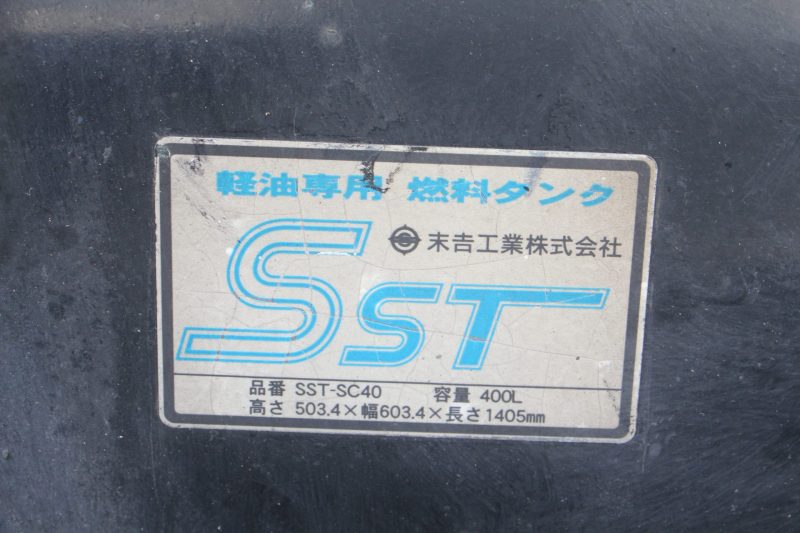 軽油専用 燃料タンク
末吉工業株式会社
SST
品番 SST-SC40 容量 400L
高さ 503.4×幅603.4×長さ1405mm